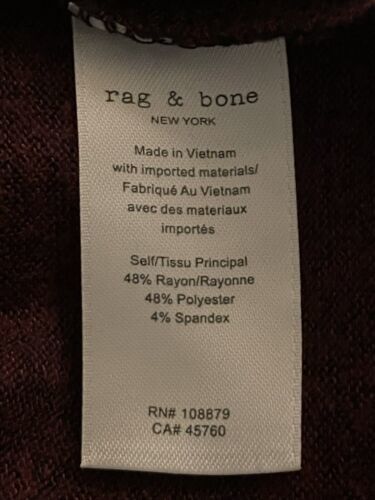 rag & bone
NEW YORK
Made in Vietnam
with imported materials/
Fabriqué Au Vietnam
avec des materiaux
importés
Self/Tissu Principal
48% Rayon/Rayonne
48% Polyester
4% Spandex
RN# 108879
CA# 45760